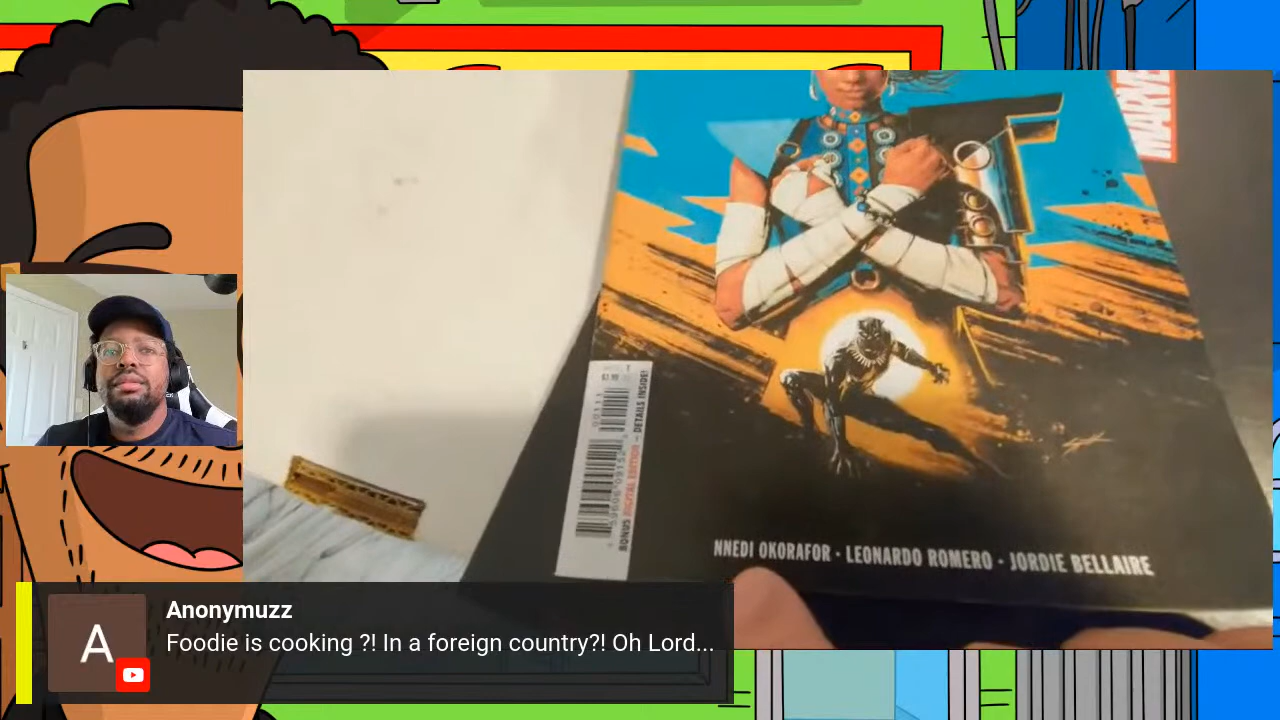 MARVE
BONUS DIGITAL EDITION – DETAILS INSIDE!
NNEDI OKORAFOR · LEONARDO ROMERO · JORDIE BELLAIRE
A
Anonymuzz
Foodie is cooking ?! In a foreign country?! Oh Lord...